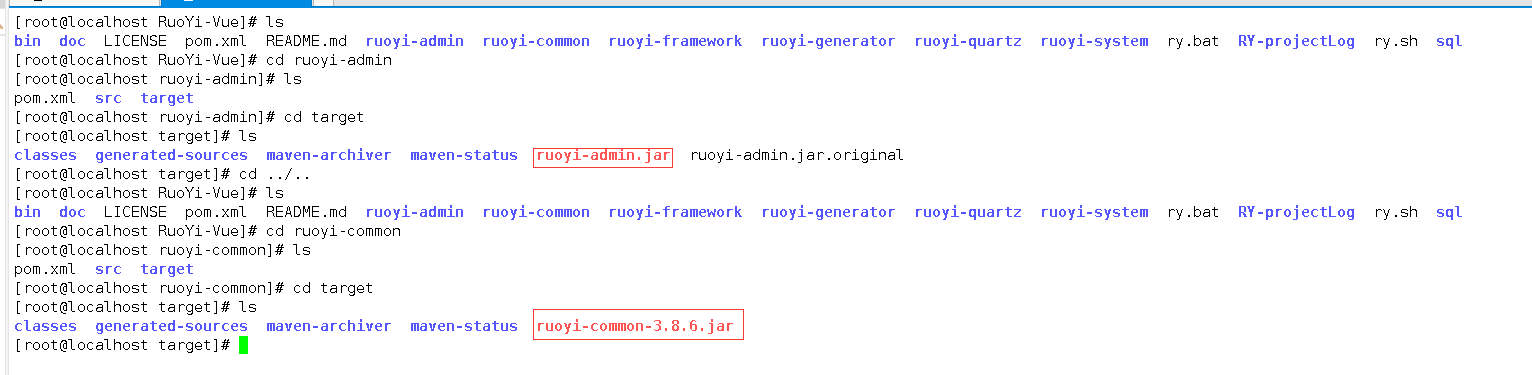 [root@localhost RuoYi-Vue]# ls
bin  doc  LICENSE  pom.xml  README.md  ruoyi-admin  ruoyi-common  ruoyi-framework  ruoyi-generator  ruoyi-quartz  ruoyi-system  ry.bat  RY-projectLog  ry.sh  sql
[root@localhost RuoYi-Vue]# cd ruoyi-admin
[root@localhost ruoyi-admin]# ls
pom.xml  src  target
[root@localhost ruoyi-admin]# cd target
[root@localhost target]# ls
classes  generated-sources  maven-archiver  maven-status  ruoyi-admin.jar  ruoyi-admin.jar.original
[root@localhost target]# cd ../..
[root@localhost RuoYi-Vue]# ls
bin  doc  LICENSE  pom.xml  README.md  ruoyi-admin  ruoyi-common  ruoyi-framework  ruoyi-generator  ruoyi-quartz  ruoyi-system  ry.bat  RY-projectLog  ry.sh  sql
[root@localhost RuoYi-Vue]# cd ruoyi-common
[root@localhost ruoyi-common]# ls
pom.xml  src  target
[root@localhost ruoyi-common]# cd target
[root@localhost target]# ls
classes  generated-sources  maven-archiver  maven-status  ruoyi-common-3.8.6.jar
[root@localhost target]#